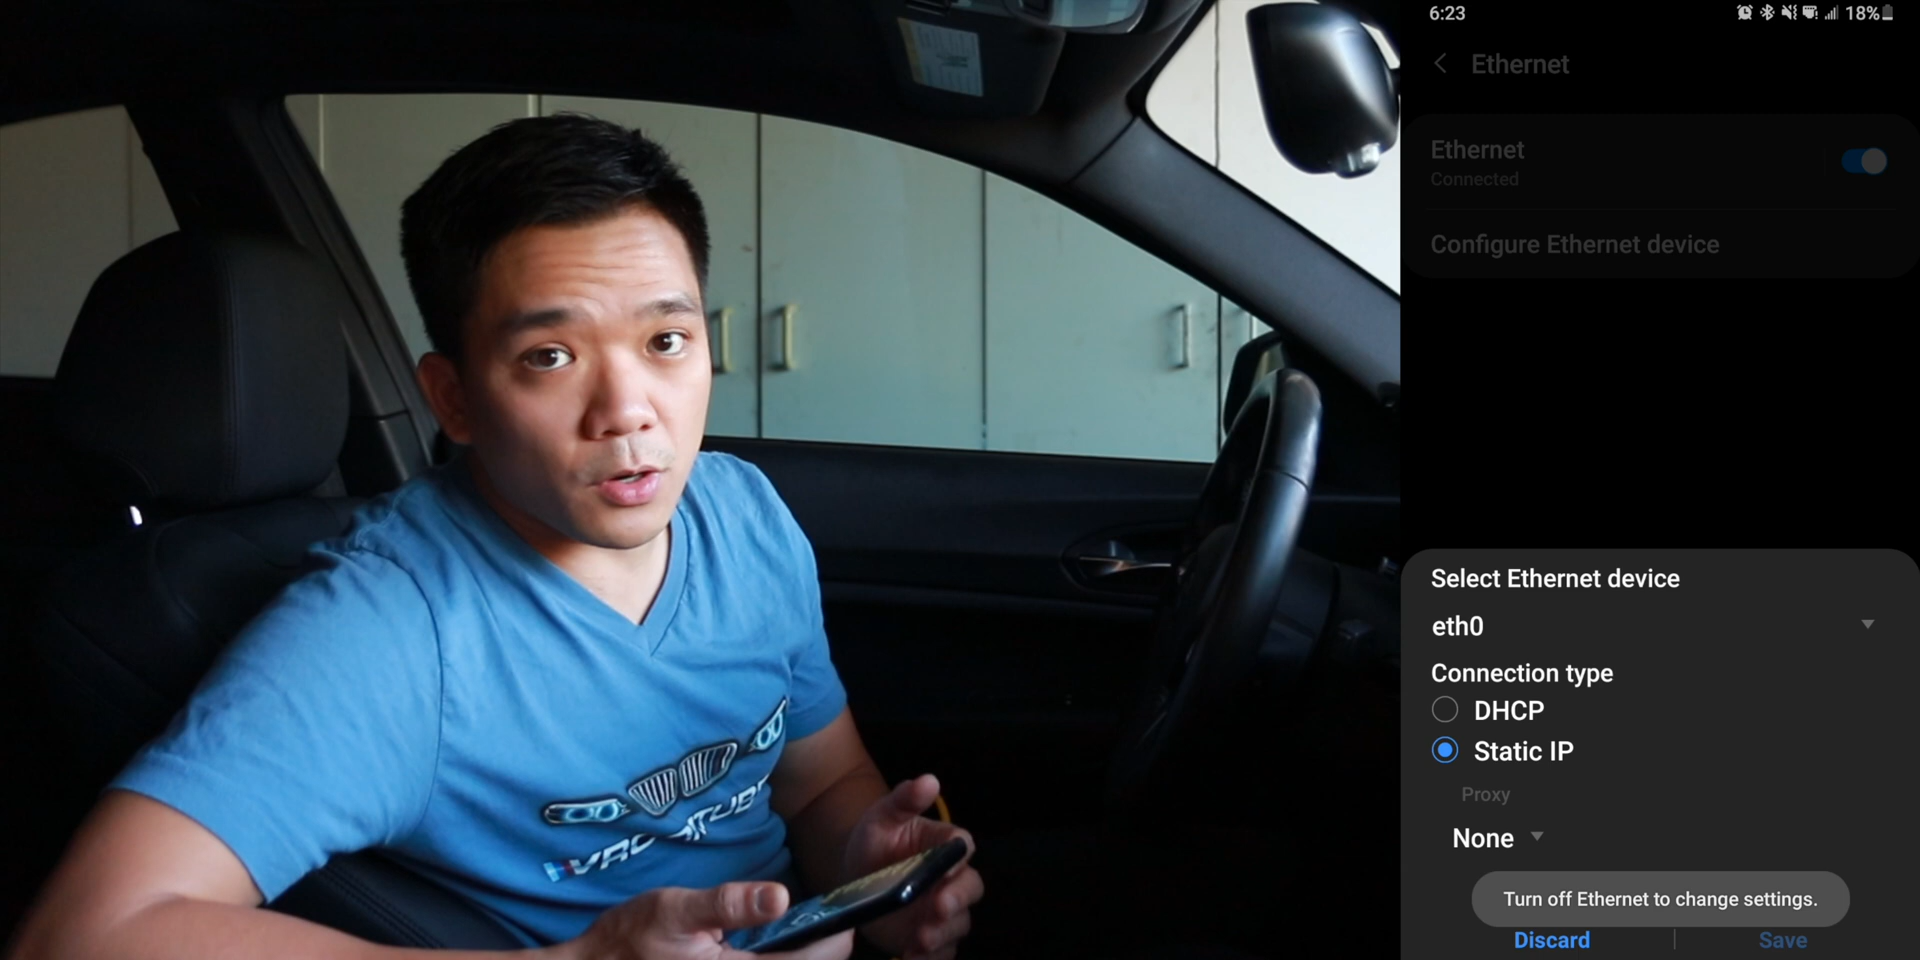 6:23
18%
Ethernet
Ethernet
Connected
Configure Ethernet device
Select Ethernet device
eth0
Connection type
DHCP
Static IP
Proxy
None
Turn off Ethernet to change settings.
Discard
Save